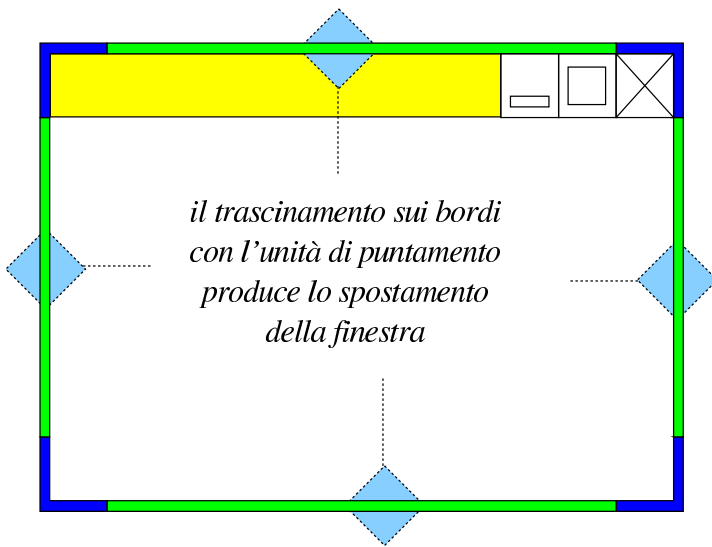 il trascinamento sui bordi
con l’unità di puntamento
produce lo spostamento
della finestra